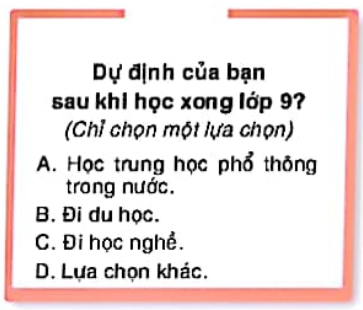 Dự định của bạn
sau khi học xong lớp 9?
(Chỉ chọn một lựa chọn)
A. Học trung học phổ thông
trong nước.
B. Đi du học.
C. Đi học nghề.
D. Lựa chọn khác.